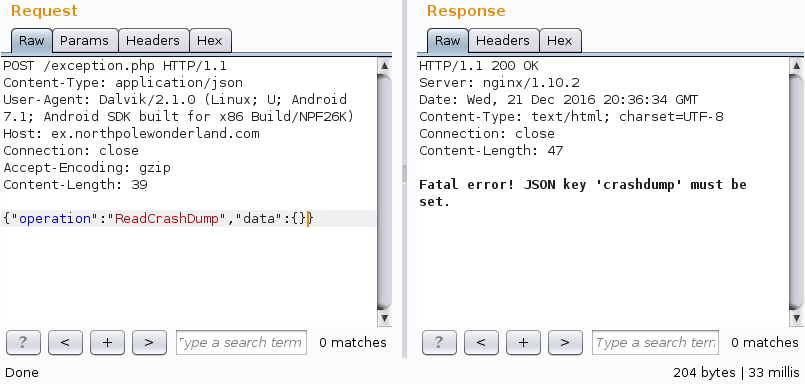 Request
Raw Params Headers Hex
POST /exception.php HTTP/1.1
Content-Type: application/json
User-Agent: Dalvik/2.1.0 (Linux; U; Android
7.1; Android SDK built for x86 Build/NPF26K)
Host: ex.northpolewonderland.com
Connection: close
Accept-Encoding: gzip
Content-Length: 39
{"operation":"ReadCrashDump","data":{}}
? < + > Type a search term 0 matches
Response
Raw Headers Hex
HTTP/1.1 200 OK
Server: nginx/1.10.2
Date: Wed, 21 Dec 2016 20:36:34 GMT
Content-Type: text/html; charset=UTF-8
Connection: close
Content-Length: 47
Fatal error! JSON key 'crashdump' must be
set.
? < + > Type a search term 0 matches
Done 204 bytes | 33 millis